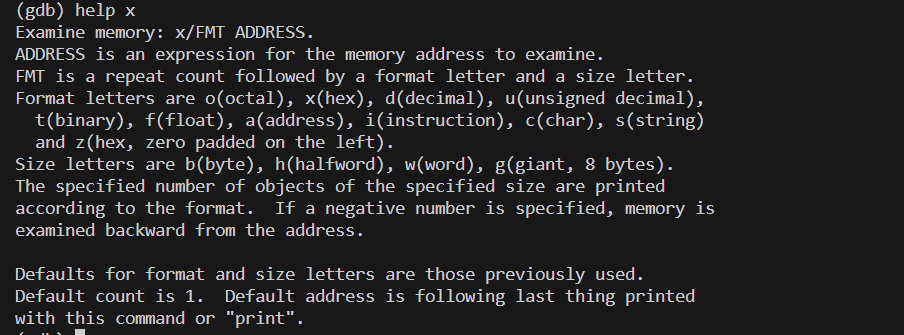 (gdb) help x
Examine memory: x/FMT ADDRESS.
ADDRESS is an expression for the memory address to examine.
FMT is a repeat count followed by a format letter and a size letter.
Format letters are o(octal), x(hex), d(decimal), u(unsigned decimal),
  t(binary), f(float), a(address), i(instruction), c(char), s(string)
  and z(hex, zero padded on the left).
Size letters are b(byte), h(halfword), w(word), g(giant, 8 bytes).
The specified number of objects of the specified size are printed
according to the format.  If a negative number is specified, memory is
examined backward from the address.

Defaults for format and size letters are those previously used.
Default count is 1.  Default address is following last thing printed
with this command or "print".